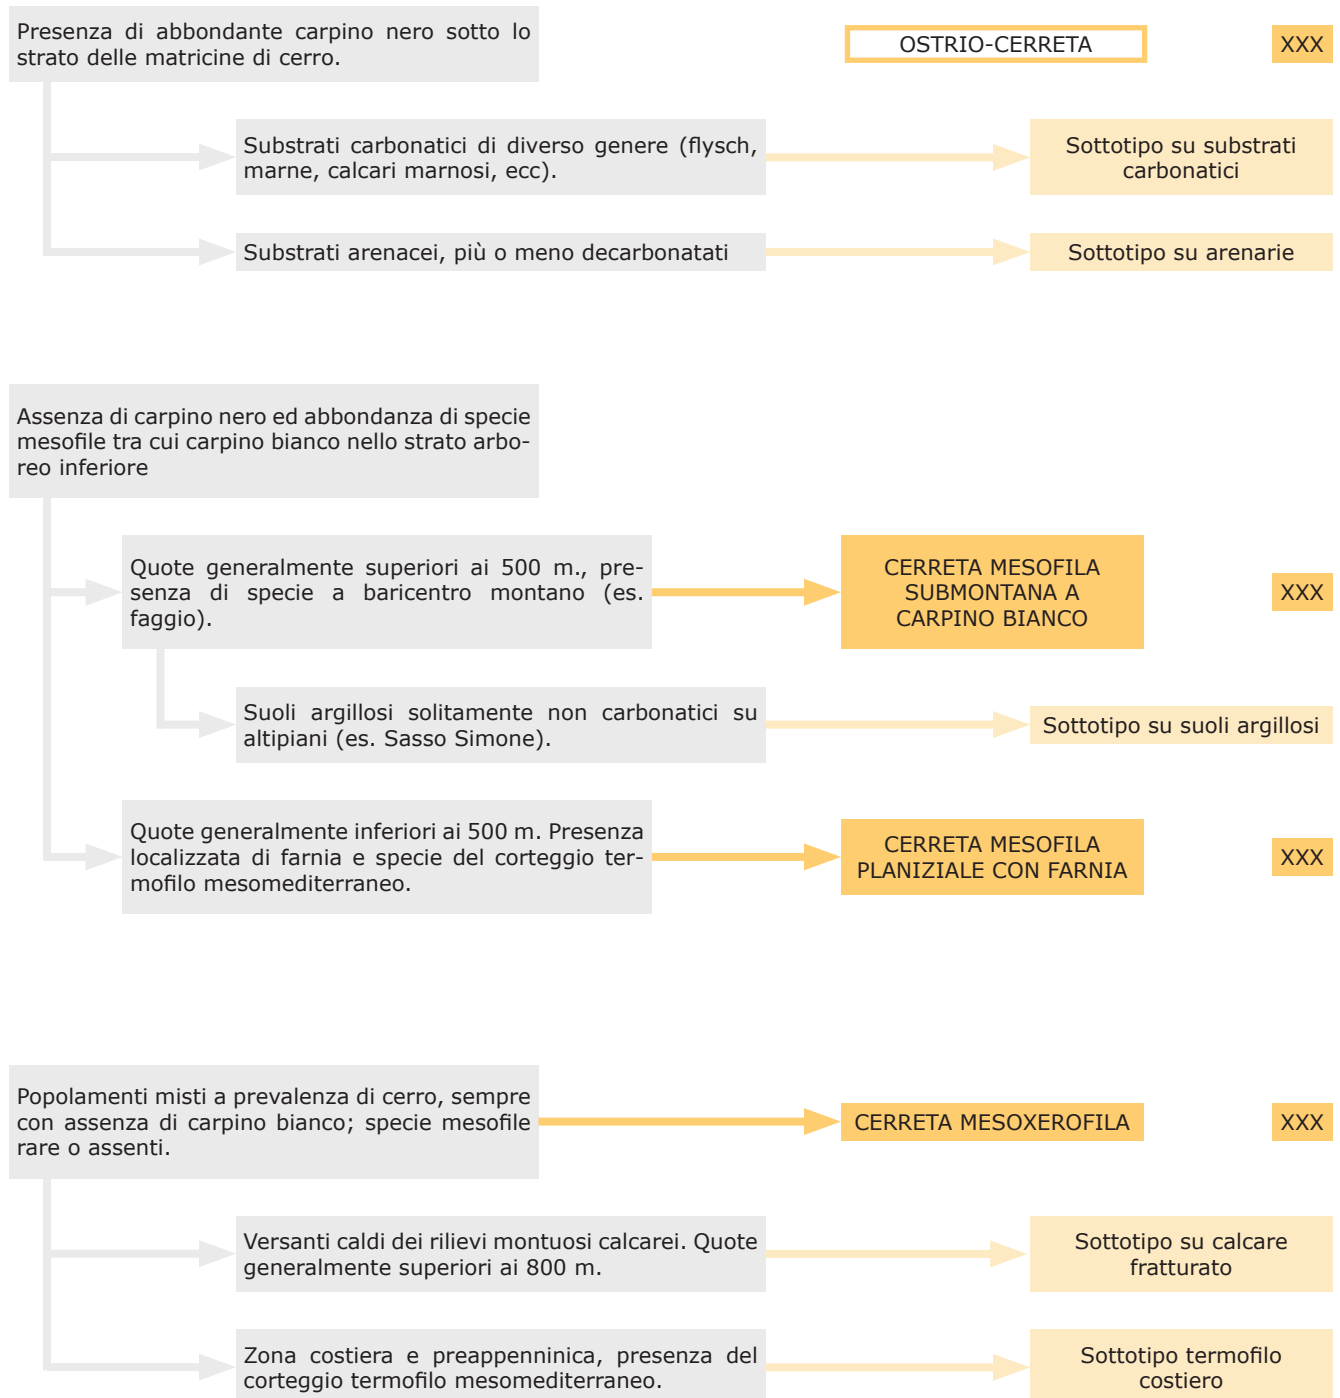 Presenza di abbondante carpino nero sotto lo
strato delle matricine di cerro.
OSTRIO-CERRETA
XXX
Substrati carbonatici di diverso genere (flysch,
marne, calcari marnosi, ecc).
Sottotipo su substrati
carbonatici
Substrati arenacei, più o meno decarbonatati
Sottotipo su arenarie
Assenza di carpino nero ed abbondanza di specie
mesofile tra cui carpino bianco nello strato arbo-
reo inferiore
Quote generalmente superiori ai 500 m., pre-
senza di specie a baricentro montano (es.
faggio).
CERRETA MESOFILA
SUBMONTANA A
CARPINO BIANCO
XXX
Suoli argillosi solitamente non carbonatici su
altipiani (es. Sasso Simone).
Sottotipo su suoli argillosi
Quote generalmente inferiori ai 500 m. Presenza
localizzata di farnia e specie del corteggio ter-
mofilo mesomediterraneo.
CERRETA MESOFILA
PLANIZIALE CON FARNIA
XXX
Popolamenti misti a prevalenza di cerro, sempre
con assenza di carpino bianco; specie mesofile
rare o assenti.
CERRETA MESOXEROFILA
XXX
Versanti caldi dei rilievi montuosi calcarei. Quote
generalmente superiori ai 800 m.
Sottotipo su calcare
fratturato
Zona costiera e preappenninica, presenza del
corteggio termofilo mesomediterraneo.
Sottotipo termofilo
costiero